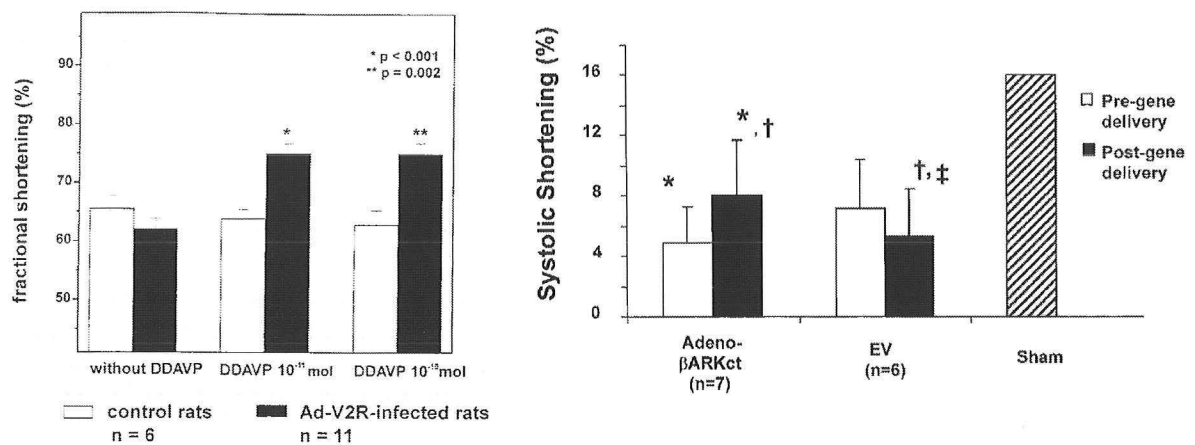 fractional shortening (%)
90
80
70
60
50
* p < 0.001
** p = 0.002
*
**
without DDAVP
DDAVP 10⁻¹¹ mol
DDAVP mol
control rats
n = 6
Ad-V2R-infected rats
n = 11
Systolic Shortening (%)
16
12
8
4
0
*
*,†
†,‡
Adeno-
βARKct
(n=7)
EV
(n=6)
Sham
Pre-gene
delivery
Post-gene
delivery